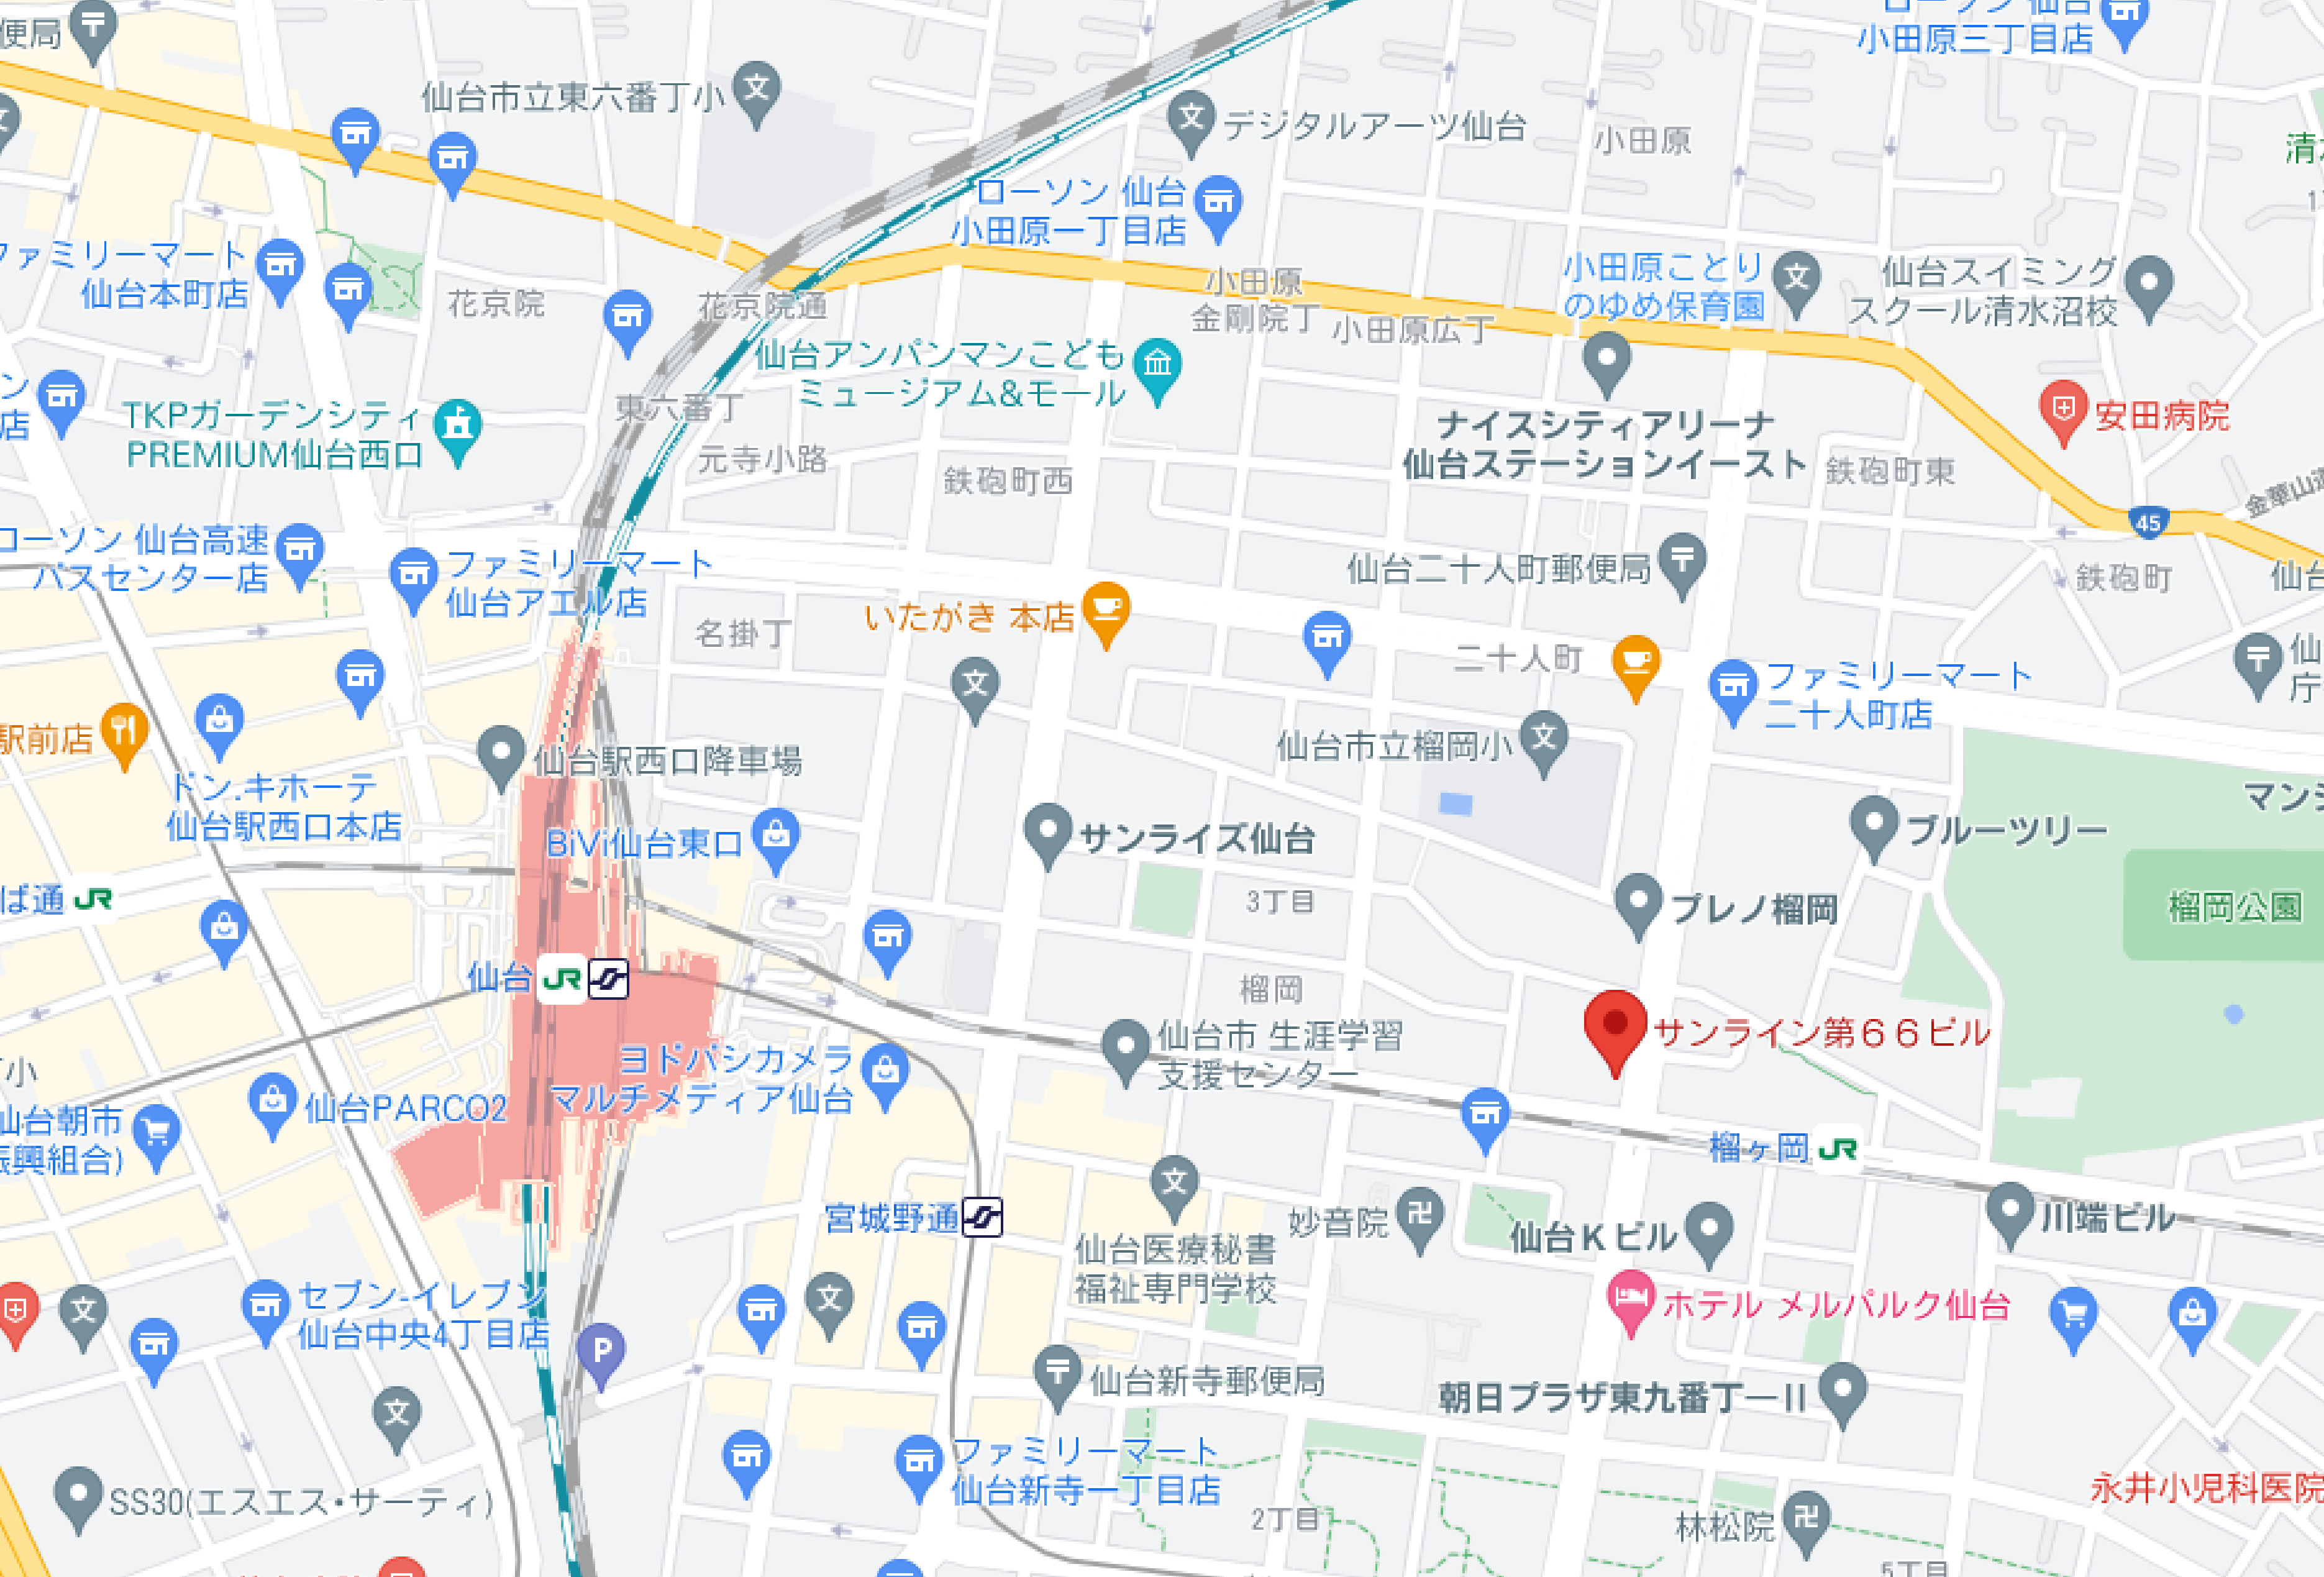 便局
ローソン 仙台
小田原三丁目店
仙台市立東六番丁小
デジタルアーツ仙台
小田原
ローソン 仙台
小田原一丁目店
ファミリーマート
仙台本町店
花京院
花京院通
小田原
金剛院丁
小田原広丁
小田原ことり
のゆめ保育園
仙台スイミング
スクール清水沼校
仙台アンパンマンこども
ミュージアム&モール
東六番丁
TKPガーデンシティ
PREMIUM仙台西口
元寺小路
鉄砲町西
ナイスシティアリーナ
仙台ステーションイースト
鉄砲町東
安田病院
45
ローソン 仙台高速
バスセンター店
ファミリーマート
仙台アエル店
名掛丁
いたがき 本店
仙台二十人町郵便局
鉄砲町
二十人町
ファミリーマート
二十人町店
駅前店
仙台駅西口降車場
仙台市立榴岡小
ドン.キホーテ
仙台駅西口本店
BiVi仙台東口
サンライズ仙台
ブルーツリー
ば通 JR
3丁目
プレノ榴岡
榴岡公園
仙台 JR
榴岡
仙台市 生涯学習
支援センター
サンライン第６６ビル
ヨドバシカメラ
マルチメディア仙台
仙台PARCO2
仙台朝市
振興組合)
榴ヶ岡 JR
宮城野通
仙台医療秘書
福祉専門学校
妙音院
仙台Kビル
川端ビル
セブン-イレブン
仙台中央4丁目店
ホテル メルパルク仙台
P
仙台新寺郵便局
朝日プラザ東九番丁一II
ファミリーマート
仙台新寺一丁目店
SS30(エスエス・サーティ)
2丁目
林松院
永井小児科医院
5丁目